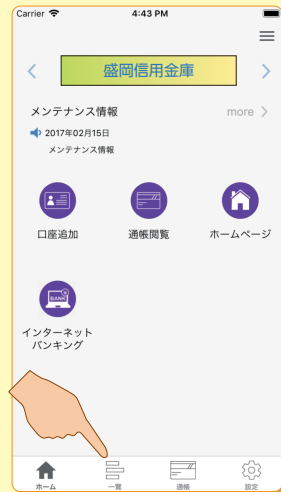 Carrier 4:43 PM
盛岡信用金庫
メンテナンス情報 more >
2017年02月15日
メンテナンス情報
口座追加 通帳閲覧 ホームページ
BANK
インターネット
バンキング
ホーム 一覧 通帳 設定